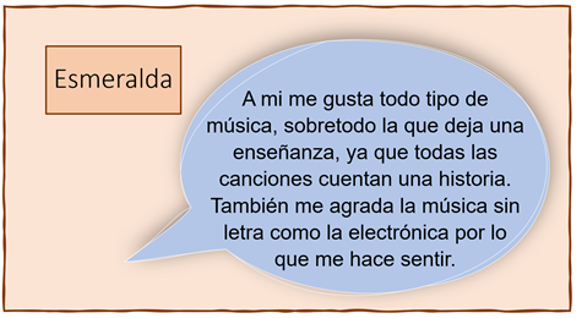 Esmeralda
A mi me gusta todo tipo de
música, sobretodo la que deja una
enseñanza, ya que todas las
canciones cuentan una historia.
También me agrada la música sin
letra como la electrónica por lo
que me hace sentir.